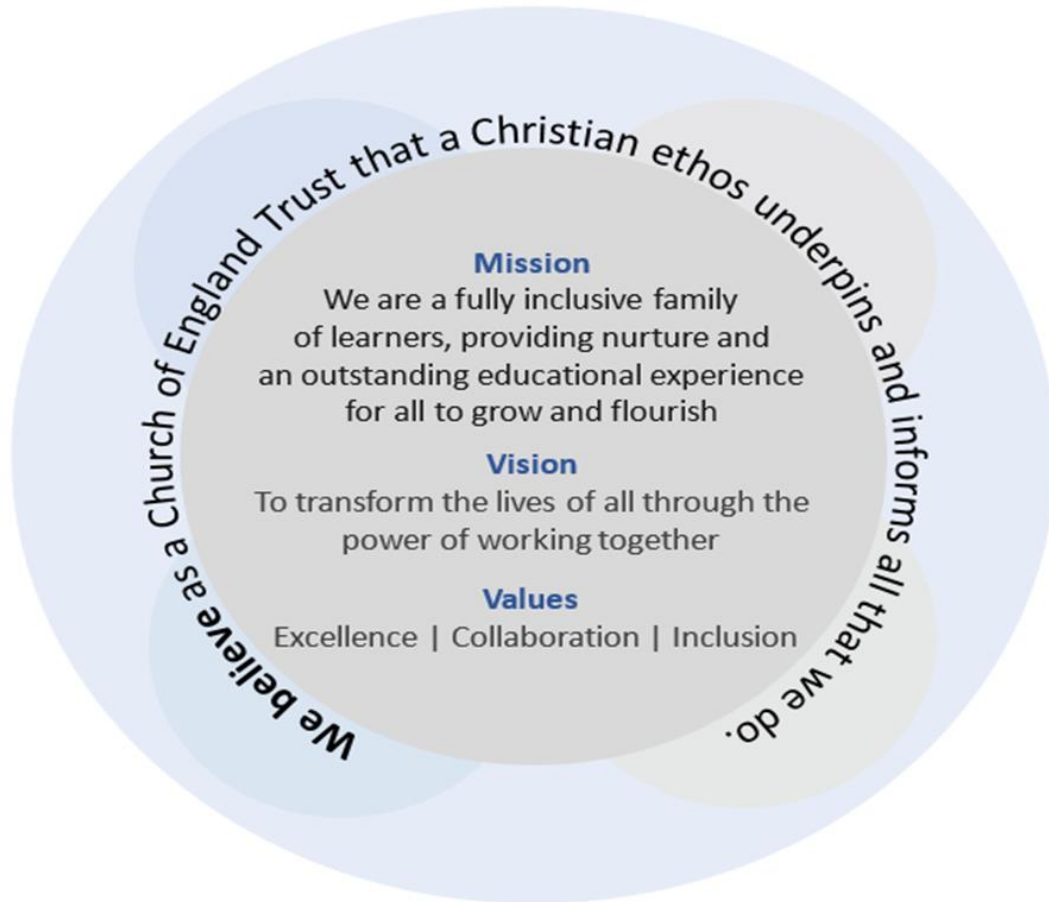 We believe as a Church of England Trust that a Christian ethos underpins and informs all that we do.
Mission
We are a fully inclusive family
of learners, providing nurture and
an outstanding educational experience
for all to grow and flourish
Vision
To transform the lives of all through the
power of working together
Values
Excellence | Collaboration | Inclusion